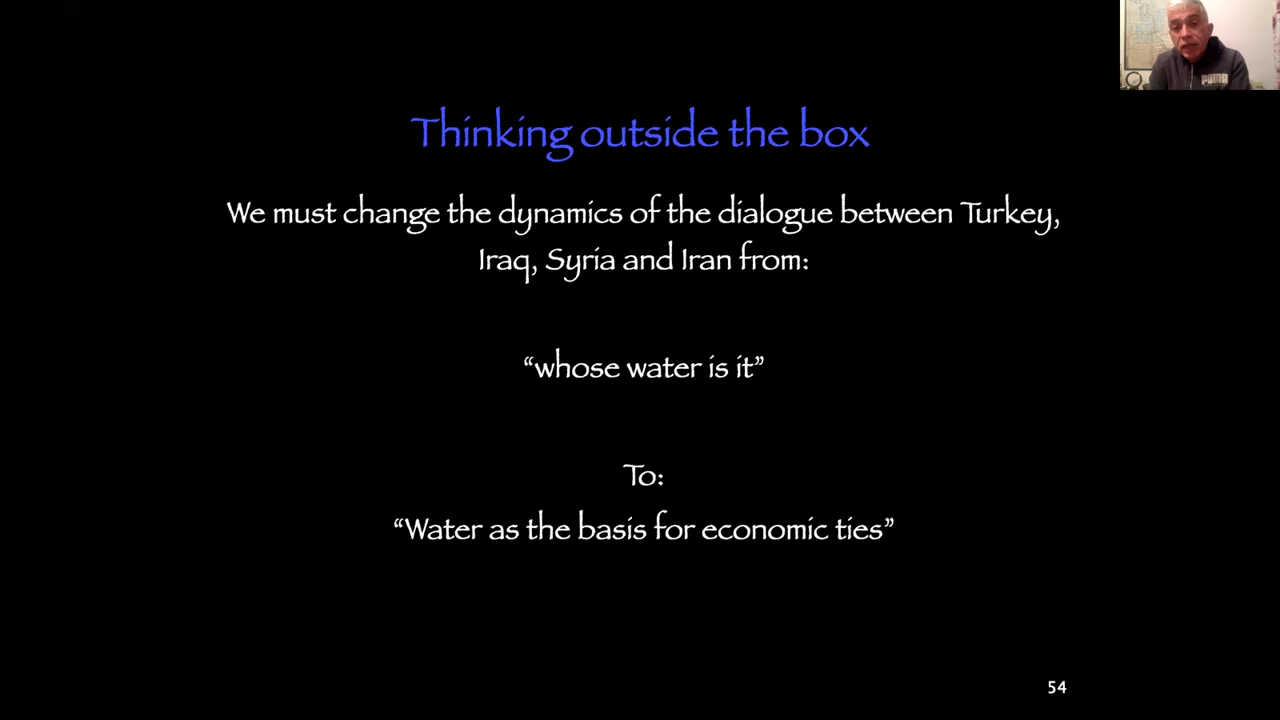 Thinking outside the box
We must change the dynamics of the dialogue between Turkey,
Iraq, Syria and Iran from:
“whose water is it”
To:
“Water as the basis for economic ties”
54
PUMA